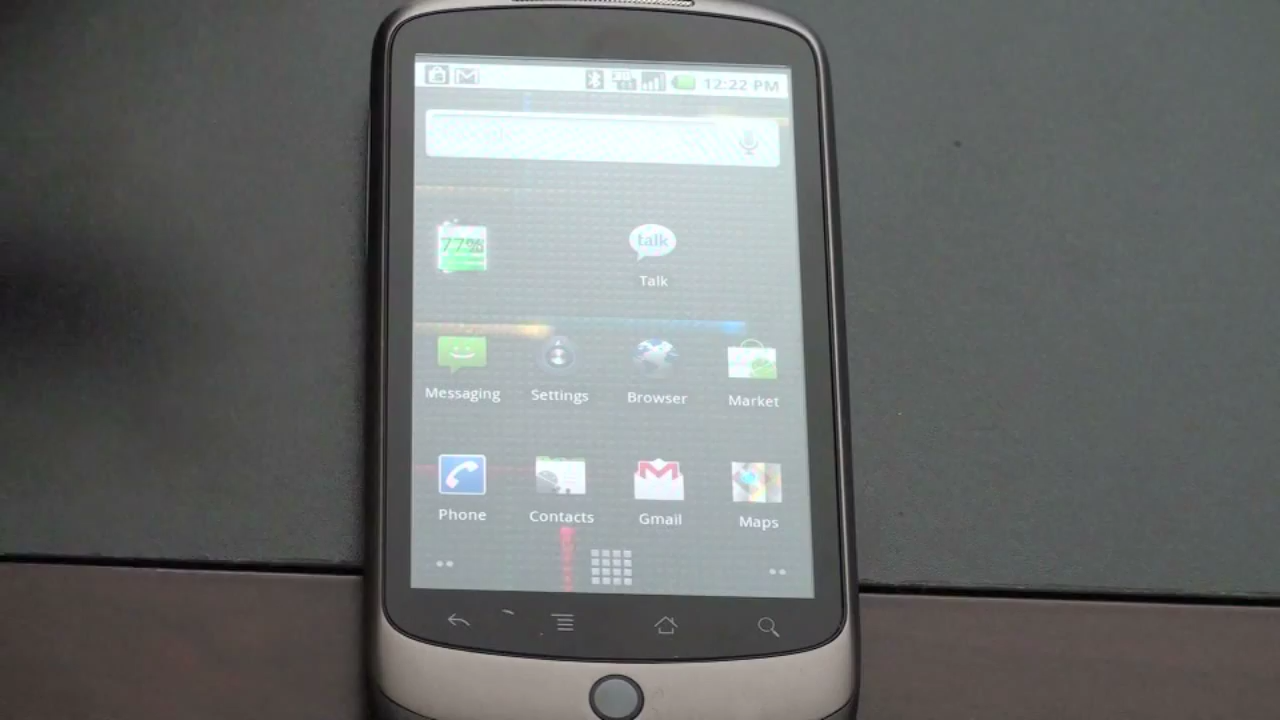 12:22 PM
77%
talk
Talk
Messaging Settings Browser Market
Phone Contacts Gmail Maps